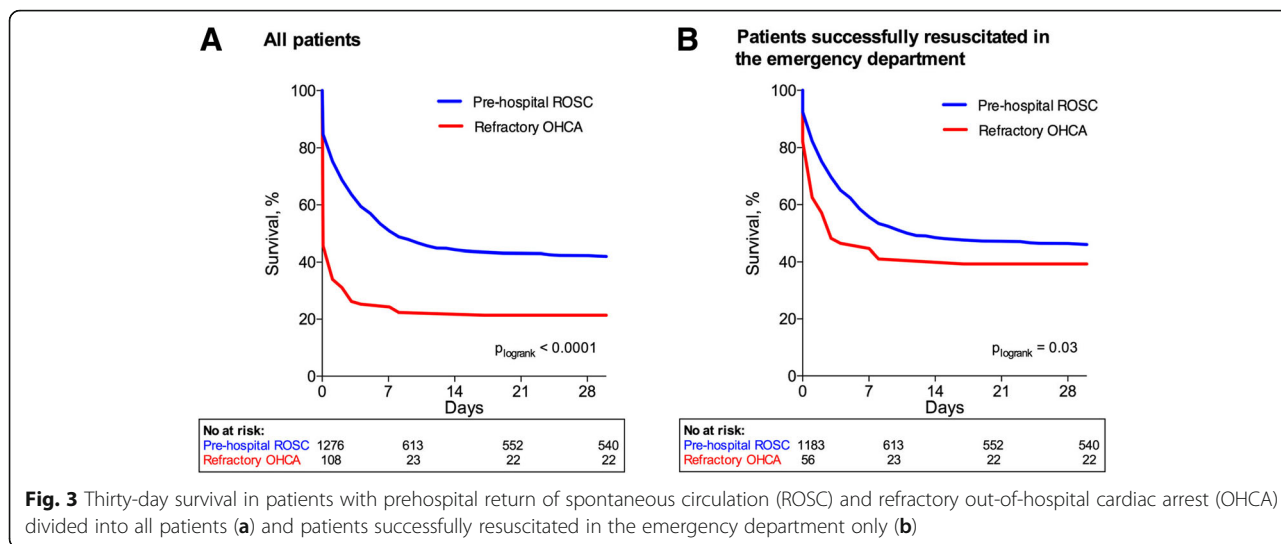 A All patients
100
80
60
40
20
0
Survival, %
Pre-hospital ROSC
Refractory OHCA
p logrank < 0.0001
0 7 14 21 28
Days
No at risk:
Pre-hospital ROSC 1276 613 552 540
Refractory OHCA 108 23 22 22
B Patients successfully resuscitated in
the emergency department
100
80
60
40
20
0
Survival, %
Pre-hospital ROSC
Refractory OHCA
p logrank = 0.03
0 7 14 21 28
Days
No at risk:
Pre-hospital ROSC 1183 613 552 540
Refractory OHCA 56 23 22 22
Fig. 3 Thirty-day survival in patients with prehospital return of spontaneous circulation (ROSC) and refractory out-of-hospital cardiac arrest (OHCA)
divided into all patients (a) and patients successfully resuscitated in the emergency department only (b)